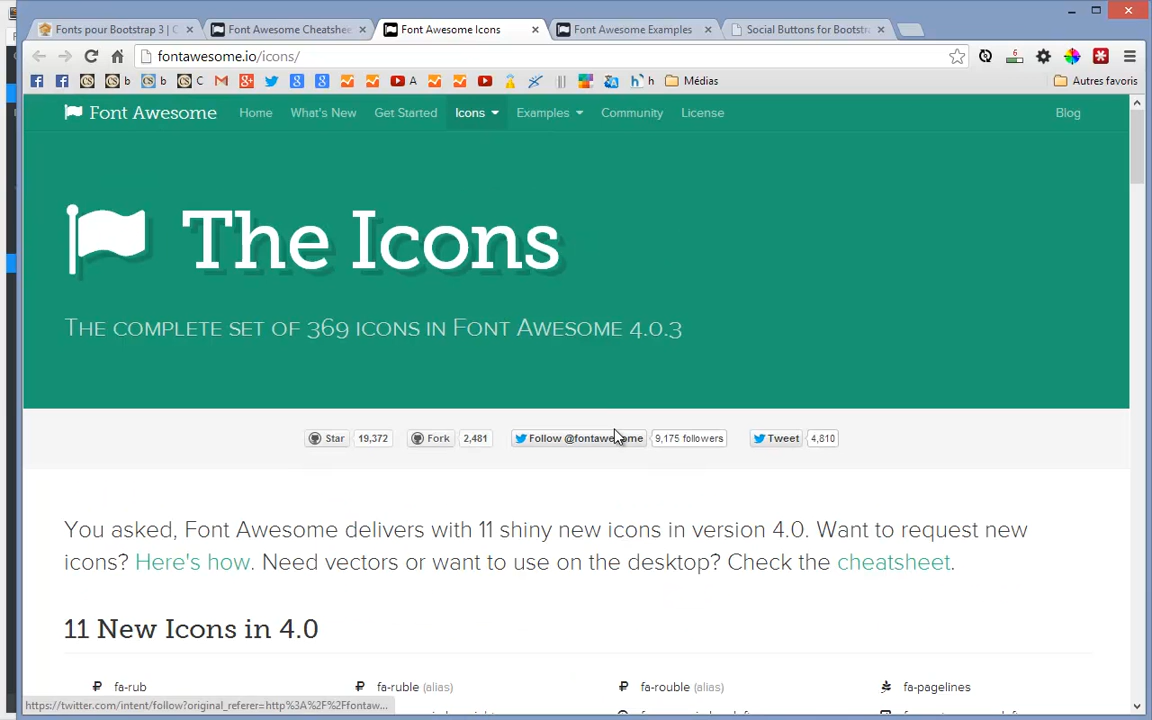 Fonts pour Bootstrap 3 | C
Font Awesome Cheatshe
Font Awesome Icons
Font Awesome Examples
Social Buttons for Bootstr
fontawesome.io/icons/
6
b b C A h Médias Autres favoris
Font Awesome Home What's New Get Started Icons Examples Community License Blog
The Icons
The complete set of 369 icons in Font Awesome 4.0.3
Star 19,372 Fork 2,481 Follow @fontawesome 9,175 followers Tweet 4,810
You asked, Font Awesome delivers with 11 shiny new icons in version 4.0. Want to request new
icons? Here's how. Need vectors or want to use on the desktop? Check the cheatsheet.
11 New Icons in 4.0
fa-rub fa-ruble (alias) fa-rouble (alias) fa-pagelines
https://twitter.com/intent/follow?original_referer=http%3A%2F%2Ffontaw...